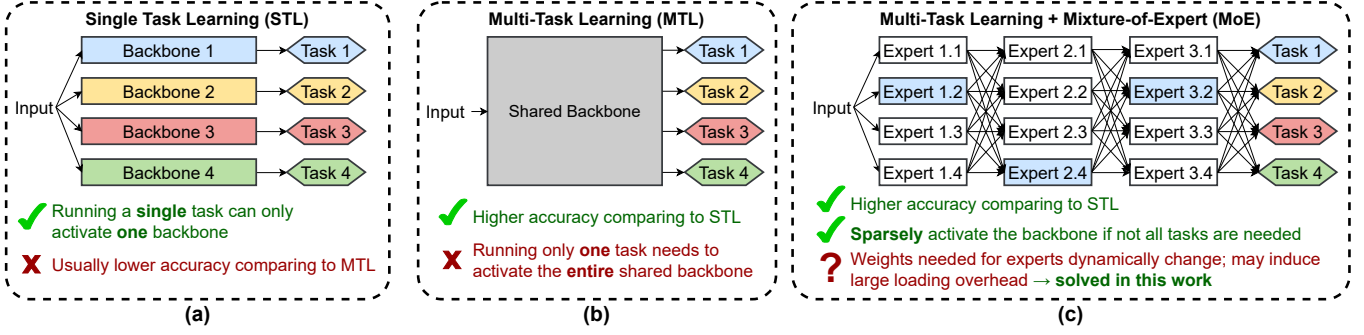 Single Task Learning (STL)
Backbone 1
Task 1
Backbone 2
Task 2
Input
Backbone 3
Task 3
Backbone 4
Task 4
Running a single task can only
activate one backbone
Usually lower accuracy comparing to MTL
(a)
Multi-Task Learning (MTL)
Input
Shared Backbone
Task 1
Task 2
Task 3
Task 4
Higher accuracy comparing to STL
Running only one task needs to
activate the entire shared backbone
(b)
Multi-Task Learning + Mixture-of-Expert (MoE)
Expert 1.1
Expert 2.1
Expert 3.1
Task 1
Expert 1.2
Expert 2.2
Expert 3.2
Task 2
Input
Expert 1.3
Expert 2.3
Expert 3.3
Task 3
Expert 1.4
Expert 2.4
Expert 3.4
Task 4
Higher accuracy comparing to STL
Sparsely activate the backbone if not all tasks are needed
? Weights needed for experts dynamically change; may induce
large loading overhead → solved in this work
(c)